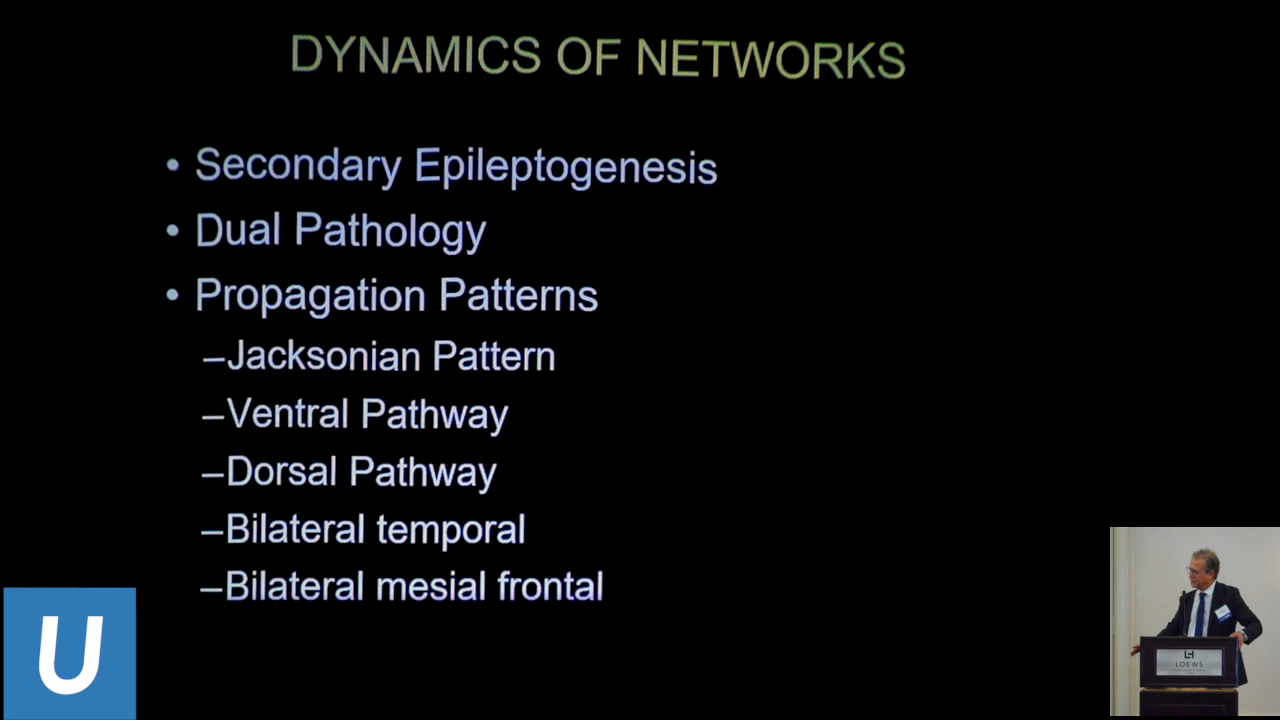 DYNAMICS OF NETWORKS
• Secondary Epileptogenesis
• Dual Pathology
• Propagation Patterns
–Jacksonian Pattern
–Ventral Pathway
–Dorsal Pathway
–Bilateral temporal
–Bilateral mesial frontal
U
LOEWS